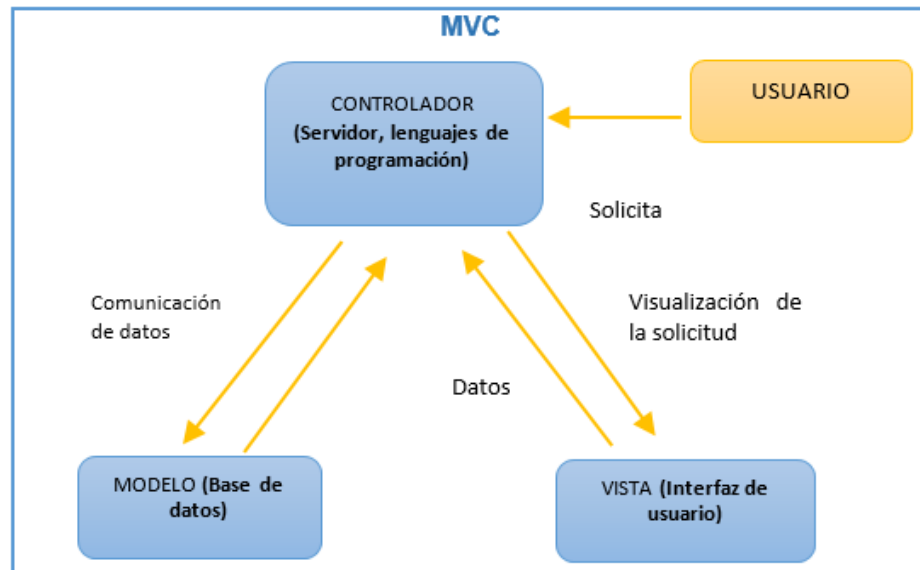 MVC
CONTROLADOR
(Servidor, lenguajes de
programación)
USUARIO
Solicita
Comunicación
de datos
Visualización de
la solicitud
Datos
MODELO (Base de
datos)
VISTA (Interfaz de
usuario)